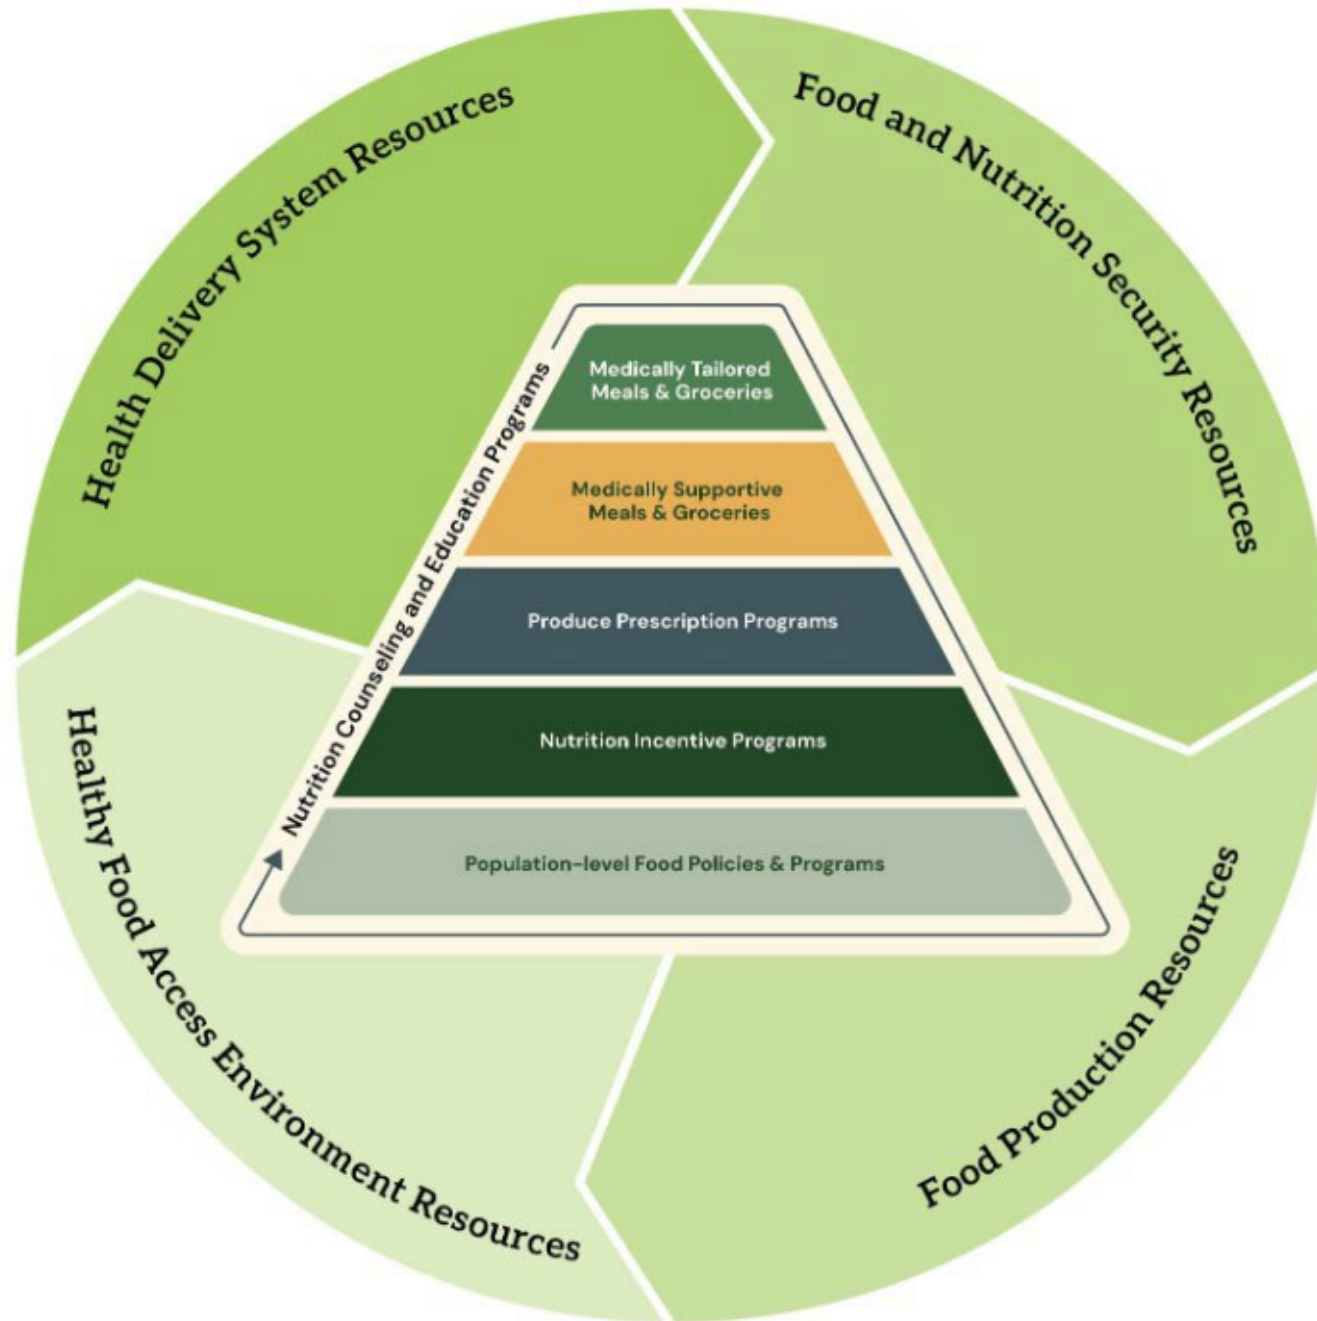 Health Delivery System Resources
Food and Nutrition Security Resources
Nutrition Counseling and Education Programs
Medically Tailored
Meals & Groceries
Medically Supportive
Meals & Groceries
Produce Prescription Programs
Nutrition Incentive Programs
Population-level Food Policies & Programs
Healthy Food Access Environment Resources
Food Production Resources